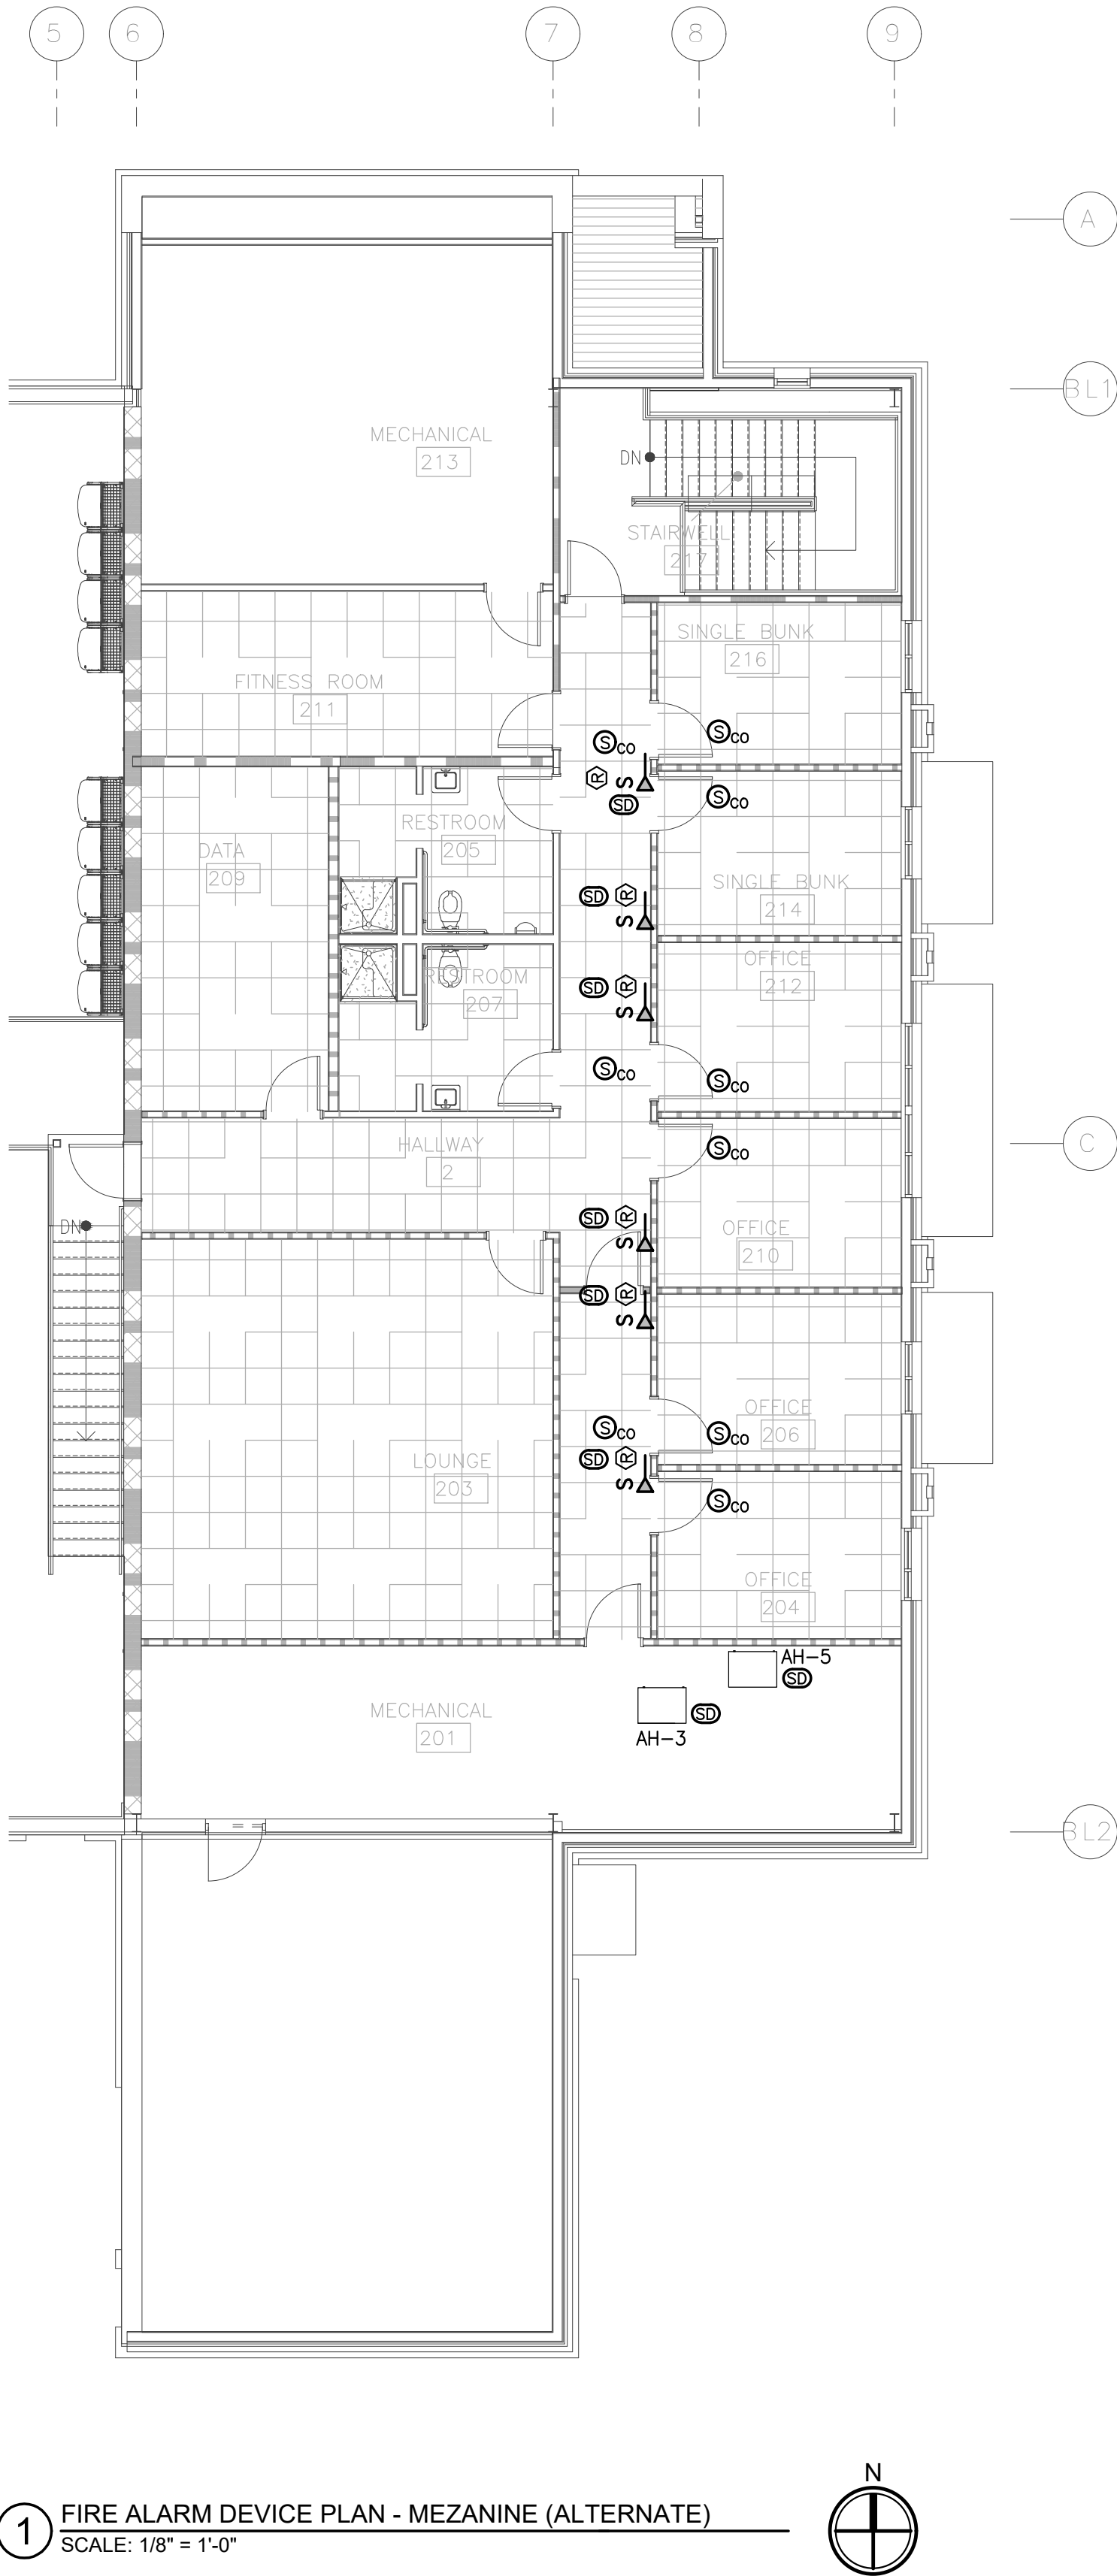 5 6 7 8 9
A
BL1
MECHANICAL
213
DN
STAIRWELL
217
SINGLE BUNK
216
FITNESS ROOM
211
S CO
S CO
R
S
SD
S CO
RESTROOM
205
DATA
209
SINGLE BUNK
214
SD R
S
OFFICE
212
RESTROOM
207
SD R
S
S CO
S CO
HALLWAY
2
S CO
C
DN
SD R
S
OFFICE
210
SD R
S
OFFICE
206
S CO
S CO
LOUNGE
203
SD R
S
S CO
OFFICE
204
AH-5
SD
MECHANICAL
201
SD
AH-3
BL2
N
1
FIRE ALARM DEVICE PLAN - MEZANINE (ALTERNATE)
SCALE: 1/8" = 1'-0"